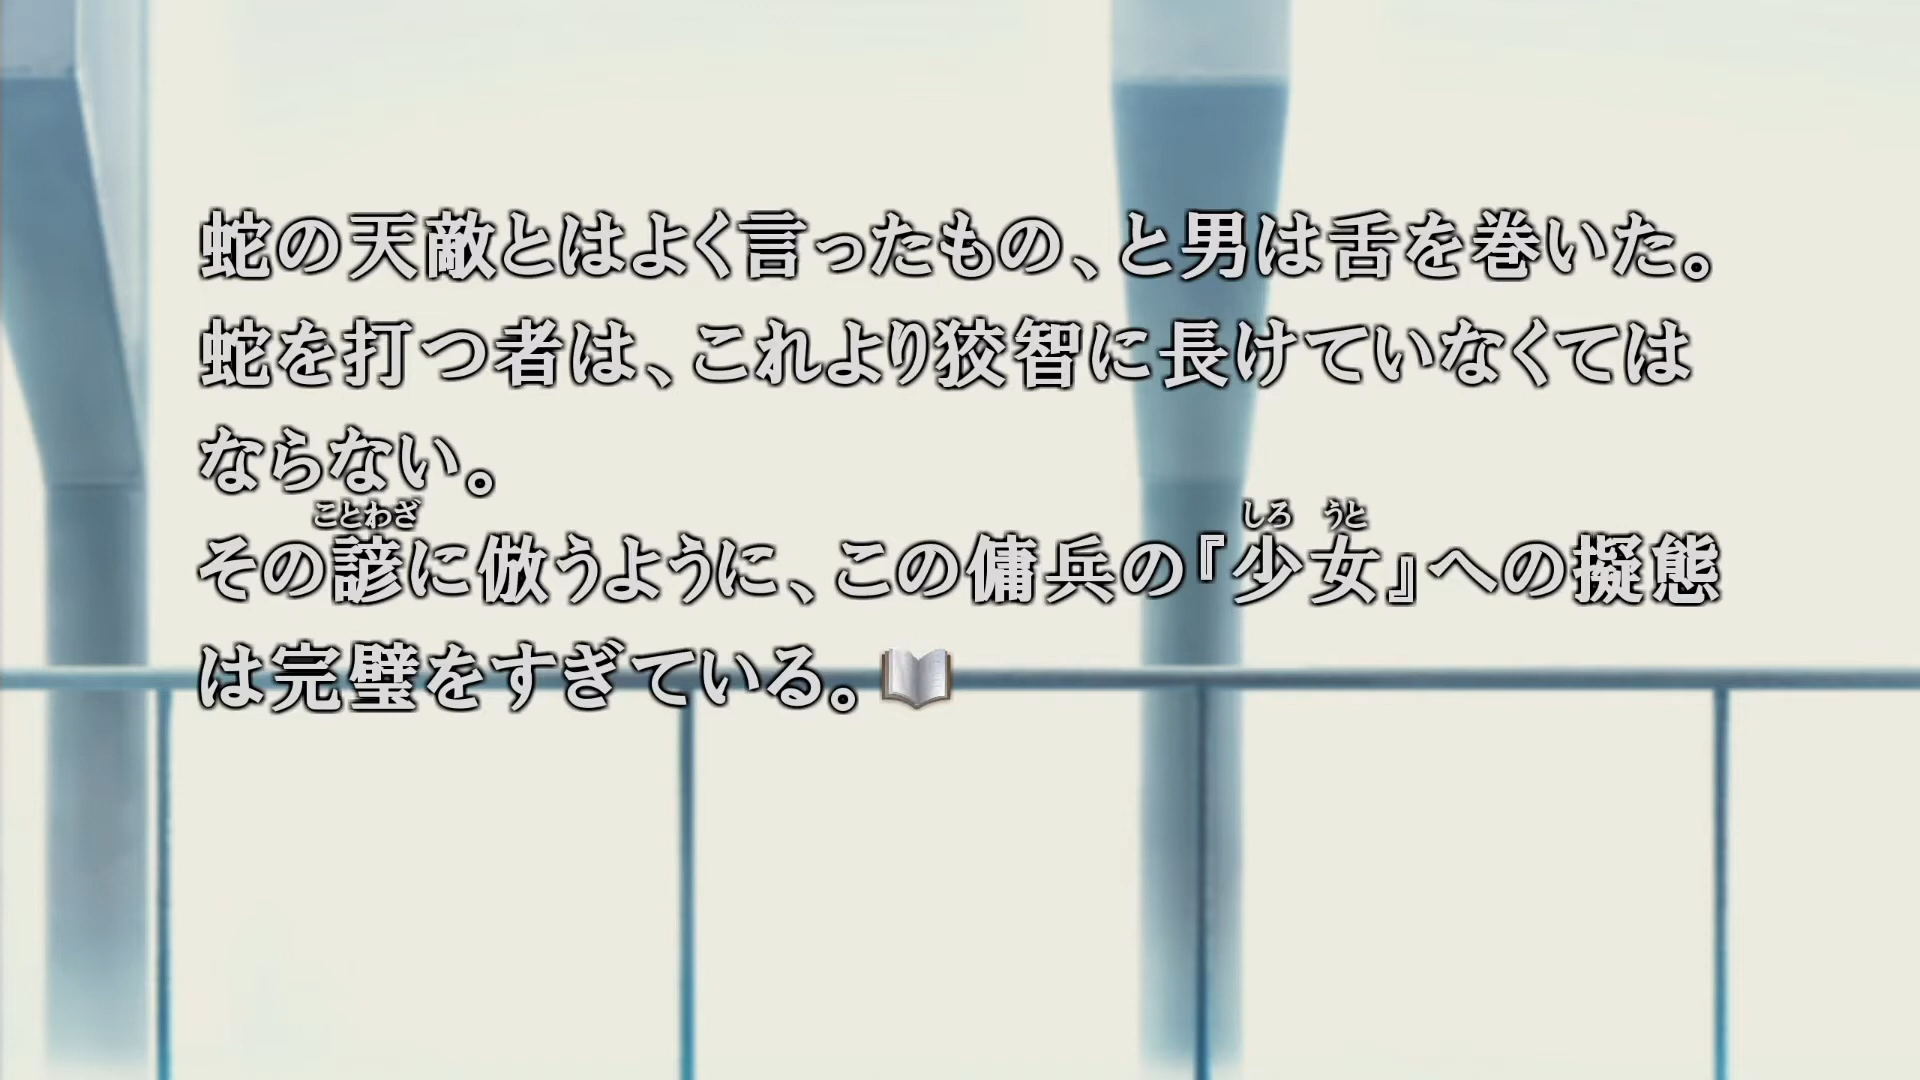 蛇の天敵とはよく言ったもの、と男は舌を巻いた。
蛇を打つ者は、これより狡智に長けていなくては
ならない。
ことわざ しろ うと
その諺に倣うように、この傭兵の『少女』への擬態
は完璧をすぎている。